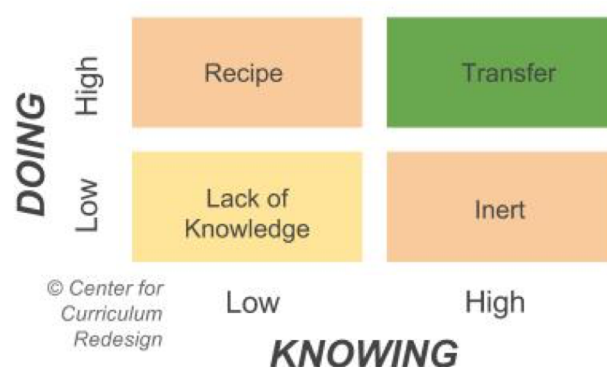 DOING
High
Recipe
Transfer
Low
Lack of
Knowledge
Inert
© Center for
Curriculum
Redesign
Low
High
KNOWING